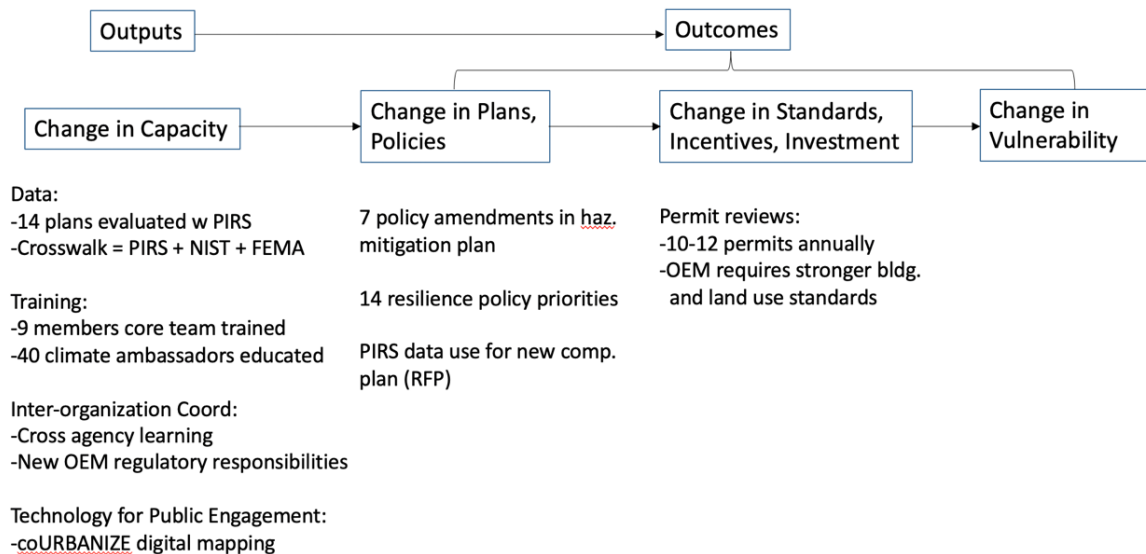 Outputs
Outcomes
Change in Capacity
Change in Plans,
Policies
Change in Standards,
Incentives, Investment
Change in
Vulnerability
Data:
-14 plans evaluated w PIRS
-Crosswalk = PIRS + NIST + FEMA
Training:
-9 members core team trained
-40 climate ambassadors educated
Inter-organization Coord:
-Cross agency learning
-New OEM regulatory responsibilities
Technology for Public Engagement:
-coURBANIZE digital mapping
7 policy amendments in haz.
mitigation plan
14 resilience policy priorities
PIRS data use for new comp.
plan (RFP)
Permit reviews:
-10-12 permits annually
-OEM requires stronger bldg.
and land use standards